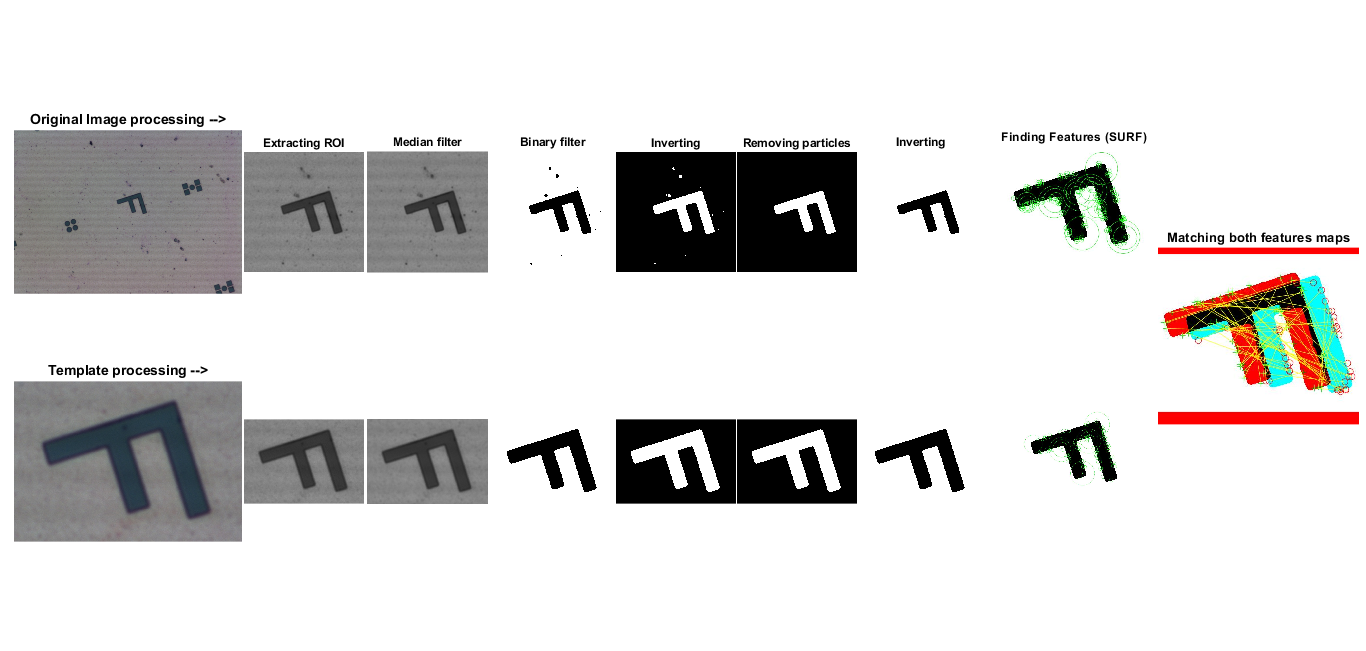 Original Image processing -->
Extracting ROI
Median filter
Binary filter
Inverting
Removing particles
Inverting
Finding Features (SURF)
Matching both features maps
Template processing -->